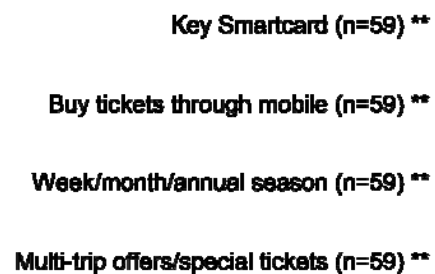 Key Smartcard (n=59) **
Buy tickets through mobile (n=59) **
Week/month/annual season (n=59) **
Multi-trip offers/special tickets (n=59) **